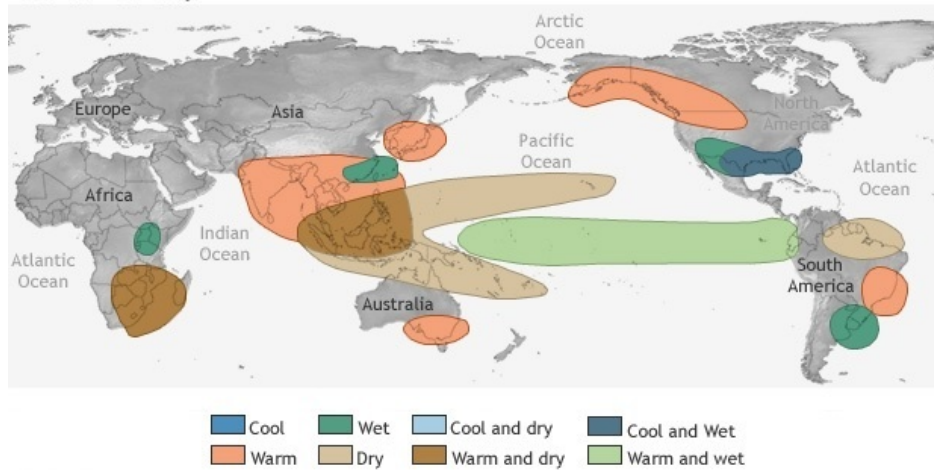 Arctic
Ocean
Europe
Asia
North
America
Pacific
Ocean
Africa
Atlantic
Ocean
Indian
Ocean
Atlantic
Ocean
South
America
Australia
Cool
Wet
Cool and dry
Cool and Wet
Warm
Dry
Warm and dry
Warm and wet